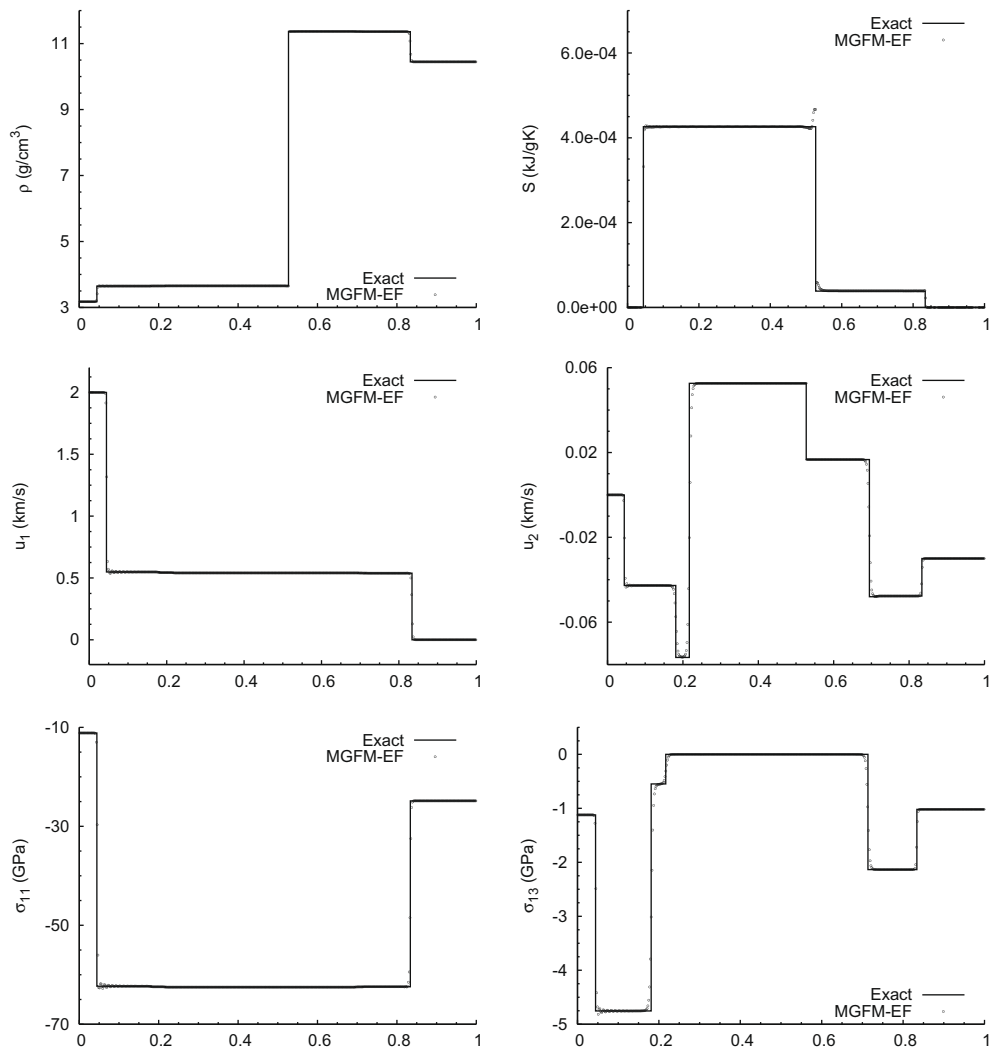 11
9
7
5
3
ρ (g/cm³)
Exact
MGFM-EF
0 0.2 0.4 0.6 0.8 1
6.0e-04
4.0e-04
2.0e-04
0.0e+00
S (kJ/gK)
Exact
MGFM-EF
0 0.2 0.4 0.6 0.8 1
2
1.5
1
0.5
0
u₁ (km/s)
Exact
MGFM-EF
0 0.2 0.4 0.6 0.8 1
0.06
0.02
-0.02
-0.06
u₂ (km/s)
Exact
MGFM-EF
0 0.2 0.4 0.6 0.8 1
-10
-30
-50
-70
σ₁₁ (GPa)
Exact
MGFM-EF
0 0.2 0.4 0.6 0.8 1
0
-1
-2
-3
-4
-5
σ₁₃ (GPa)
Exact
MGFM-EF
0 0.2 0.4 0.6 0.8 1